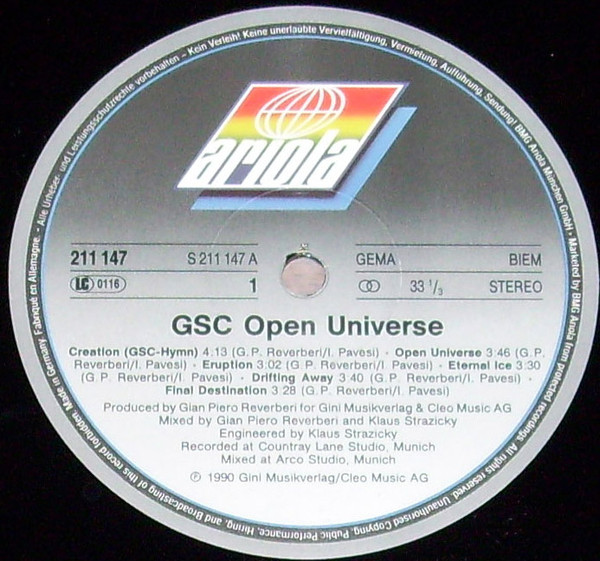 Alle Urheber- und Leistungsschutzrechte vorbehalten – Kein Verleih! Keine unerlaubte Vervielfältigung, Vermietung, Aufführung, Sendung! BMG Ariola München GmbH • Marketed by BMG Ariola from protected recordings. All rights reserved. Unauthorised Copying, Public Performance, Hiring, and Broadcasting of this record forbidden. Made in Germany. Fabriqué en Allemagne. -
ariola
211 147 S 211 147 A GEMA BIEM
LC 0116 1 33 1/3 STEREO
GSC Open Universe
Creation (GSC-Hymn) 4:13 (G.P. Reverberi/I. Pavesi) · Open Universe 3:46 (G.P.
Reverberi/I. Pavesi) · Eruption 3:02 (G.P. Reverberi/I. Pavesi) · Eternal Ice 3:30
(G.P. Reverberi/I. Pavesi) · Drifting Away 3:40 (G.P. Reverberi/I. Pavesi) ·
Final Destination 3:28 (G.P. Reverberi/I. Pavesi)
Produced by Gian Piero Reverberi for Gini Musikverlag & Cleo Music AG
Mixed by Gian Piero Reverberi and Klaus Strazicky
Engineered by Klaus Strazicky
Recorded at Countray Lane Studio, Munich
Mixed at Arco Studio, Munich
℗ 1990 Gini Musikverlag/Cleo Music AG